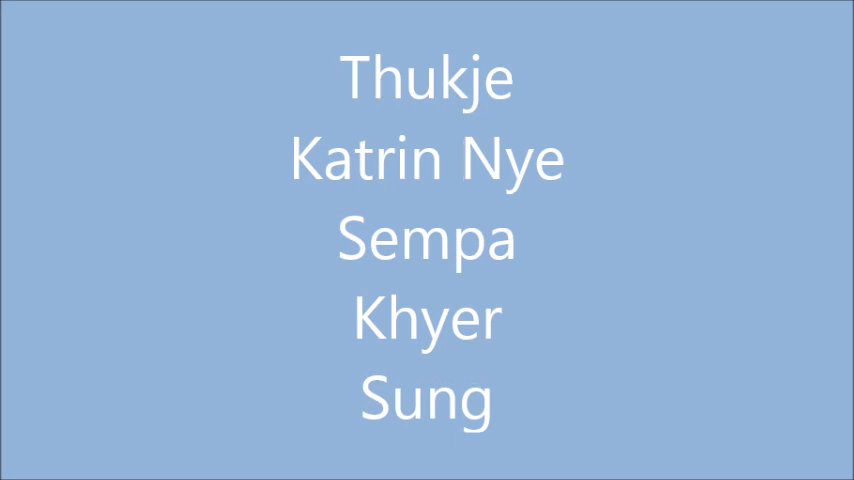 Thukje
Katrin Nye
Sempa
Khyer
Sung